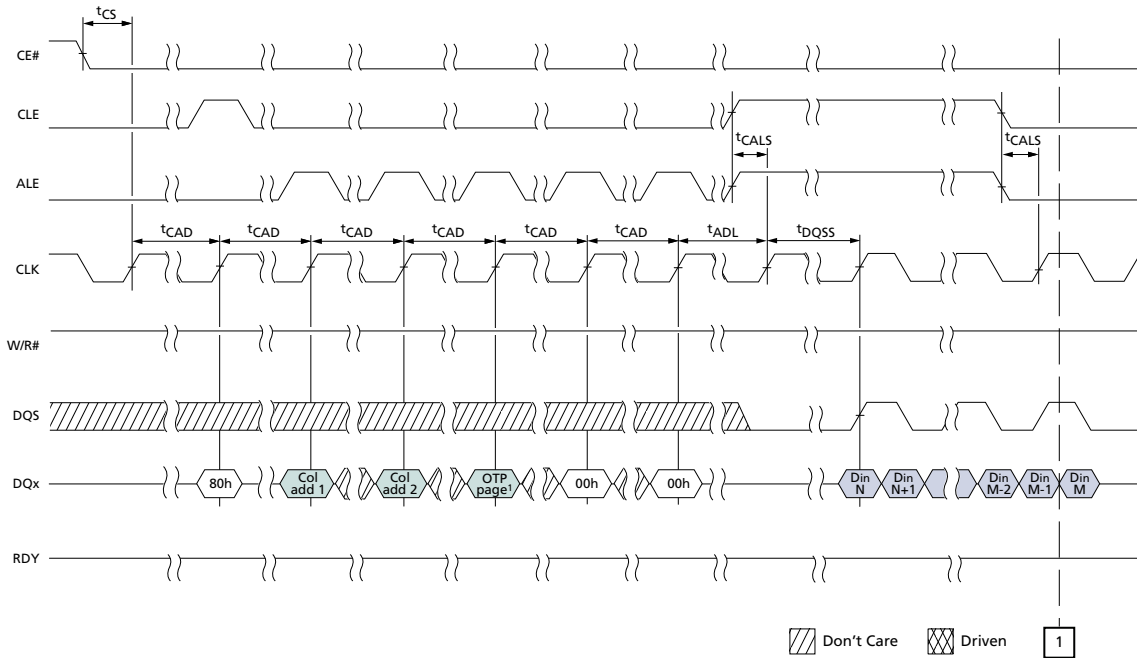 tCS
CE#
CLE
tCALS
tCALS
ALE
tCAD
tCAD
tCAD
tCAD
tCAD
tCAD
tADL
tDQSS
CLK
W/R#
DQS
DQx
80h
Col
add 1
Col
add 2
OTP
page1
00h
00h
Din
N
Din
N+1
Din
M-2
Din
M-1
Din
M
RDY
Don't Care
Driven
1